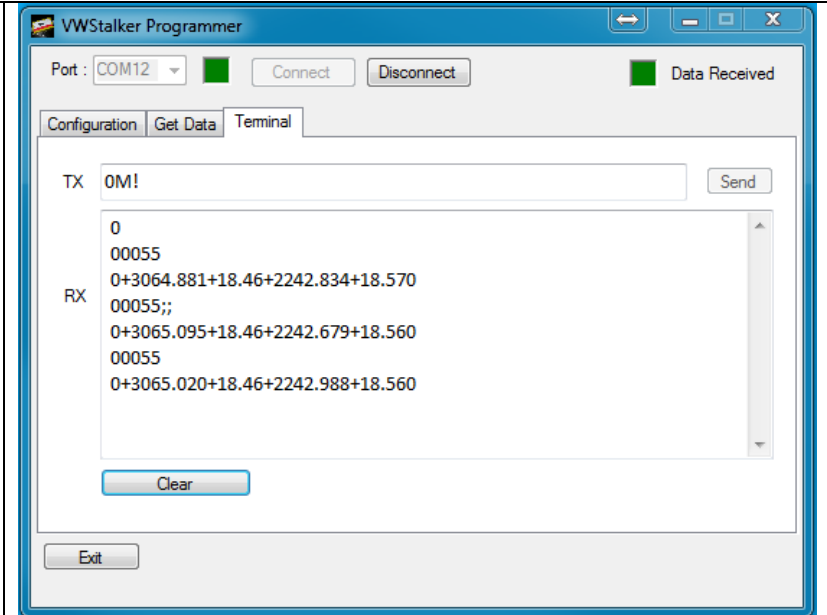 VWStalker Programmer
Port : COM12 Connect Disconnect Data Received
Configuration Get Data Terminal
TX 0M! Send
0
00055
0+3064.881+18.46+2242.834+18.570
RX
00055;;
0+3065.095+18.46+2242.679+18.560
00055
0+3065.020+18.46+2242.988+18.560
Clear
Exit